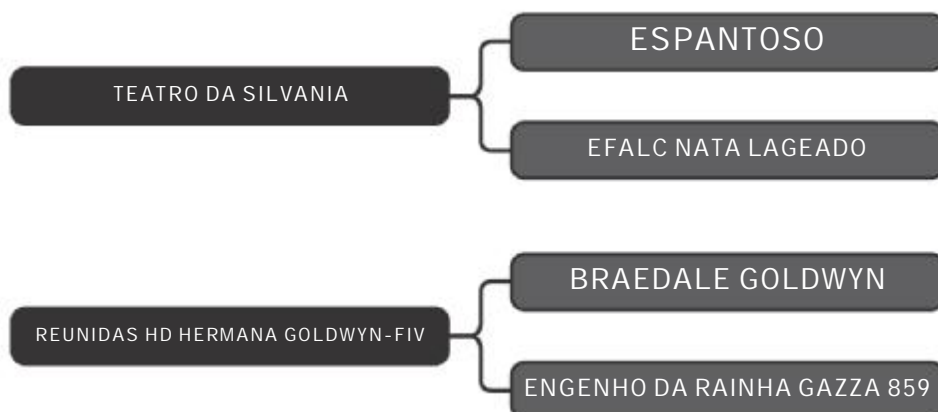 ESPANTOSO
TEATRO DA SILVANIA
EFALC NATA LAGEADO
BRAEDALE GOLDWYN
REUNIDAS HD HERMANA GOLDWYN-FIV
ENGENHO DA RAINHA GAZZA 859